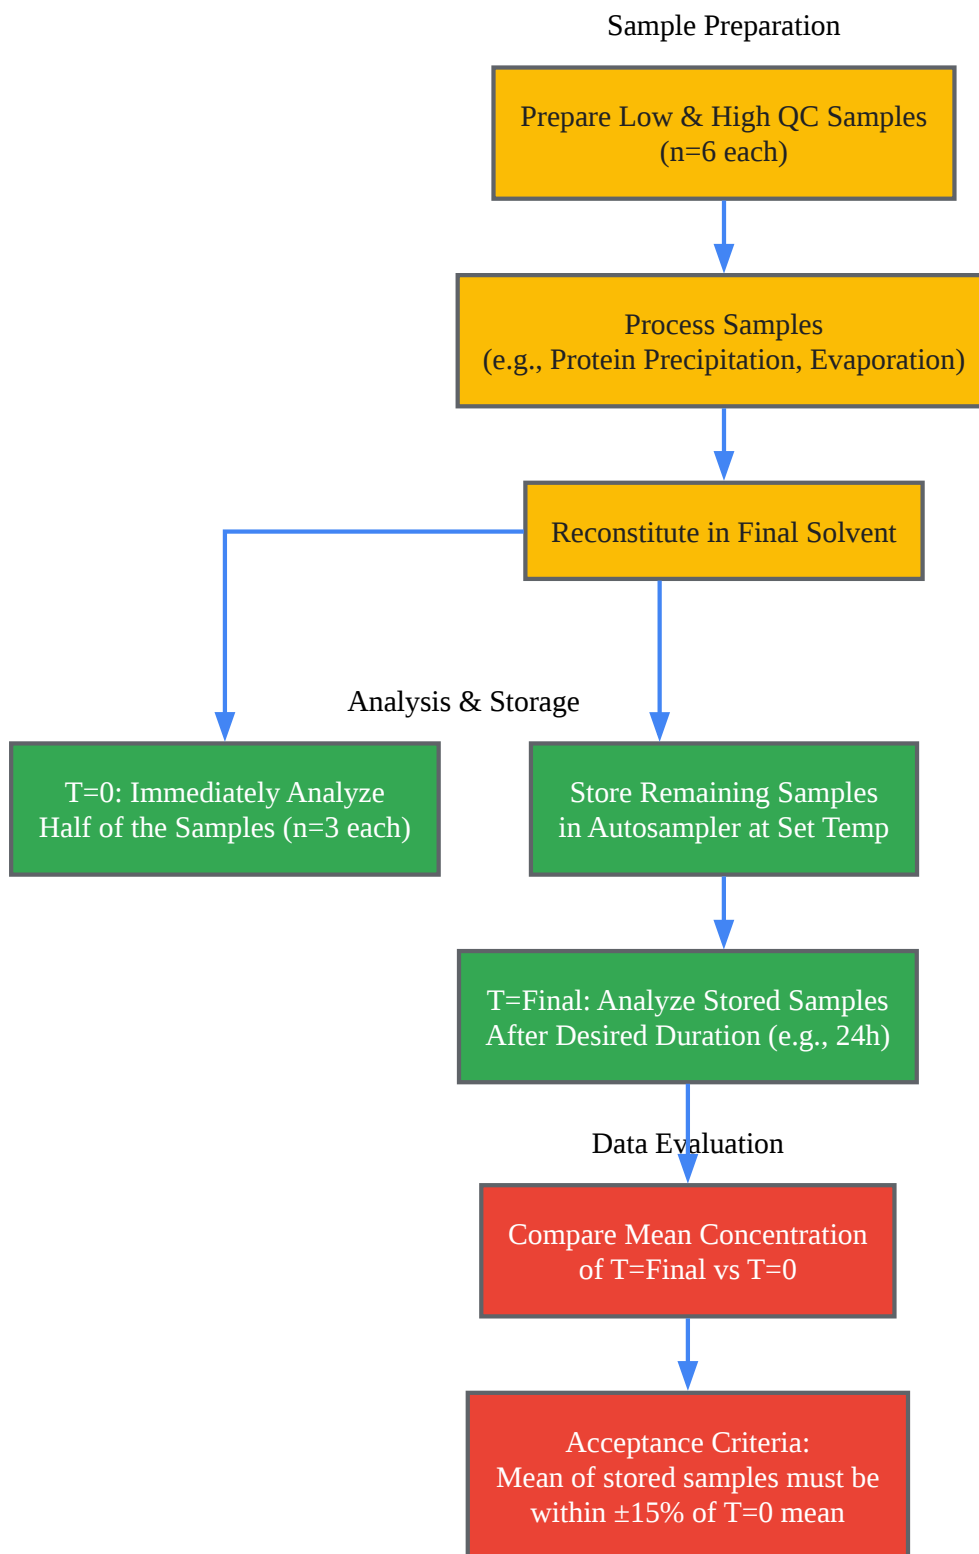 Sample Preparation
Prepare Low & High QC Samples
(n=6 each)
Process Samples
(e.g., Protein Precipitation, Evaporation)
Reconstitute in Final Solvent
Analysis & Storage
T=0: Immediately Analyze
Half of the Samples (n=3 each)
Store Remaining Samples
in Autosampler at Set Temp
T=Final: Analyze Stored Samples
After Desired Duration (e.g., 24h)
Data Evaluation
Compare Mean Concentration
of T=Final vs T=0
Acceptance Criteria:
Mean of stored samples must be
within ±15% of T=0 mean